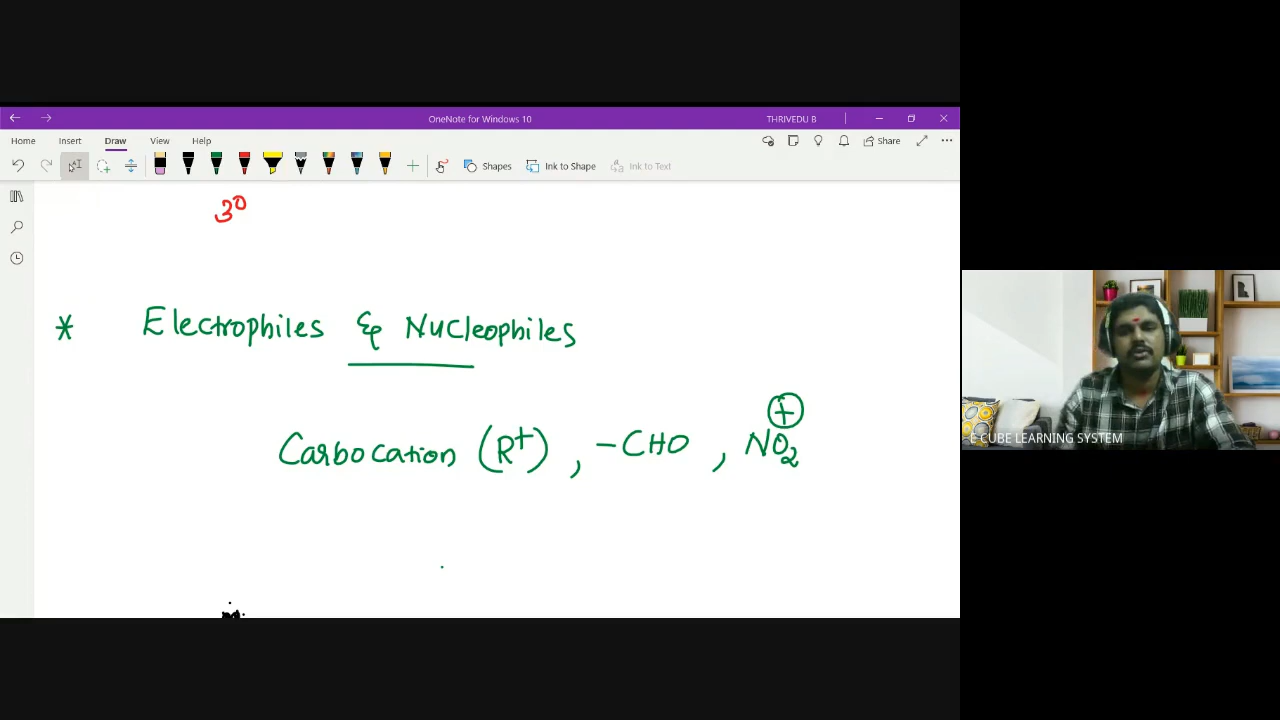 OneNote for Windows 10
THRIVEDU B
Home Insert Draw View Help
Share
Shapes Ink to Shape Ink to Text
3°
* Electrophiles & Nucleophiles
Carbocation (R+) , –CHO , NO2 +
E CUBE LEARNING SYSTEM